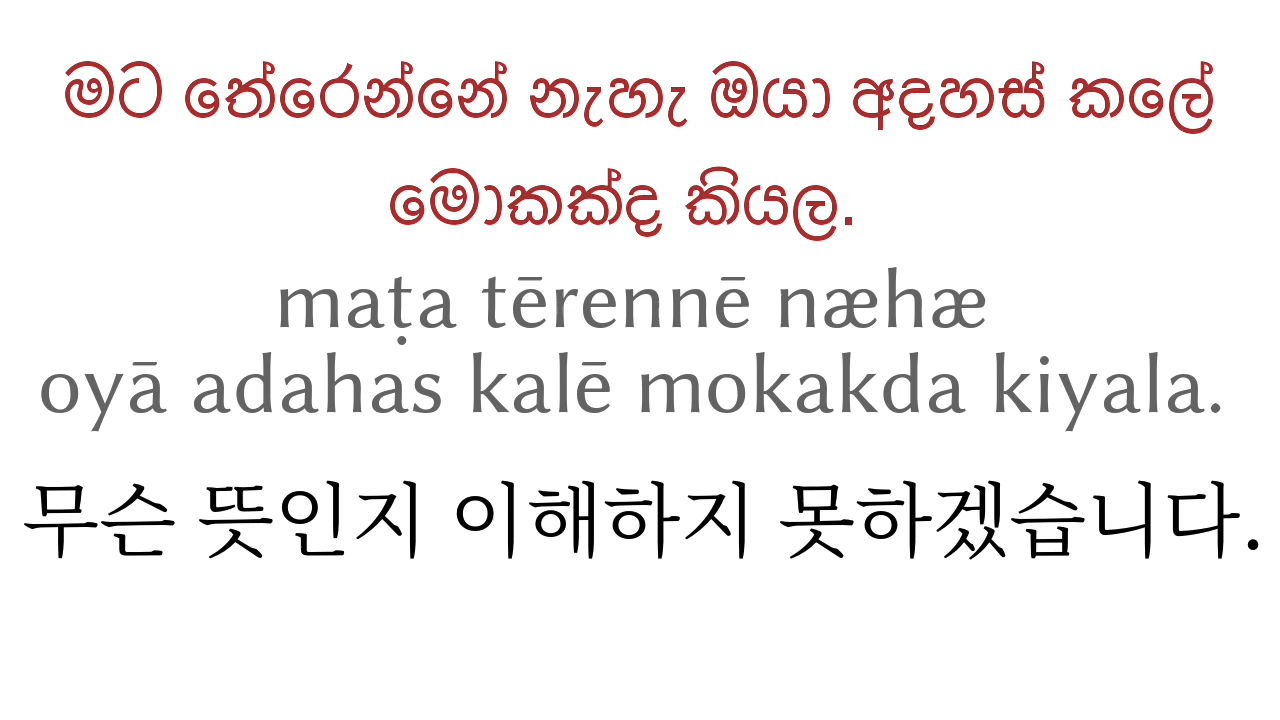 මට තේරෙන්නේ නැහැ ඔයා අදහස් කලේ
මොකක්ද කියල.
maṭa tērennē næhæ
oyā adahas kalē mokakda kiyala.
무슨 뜻인지 이해하지 못하겠습니다.